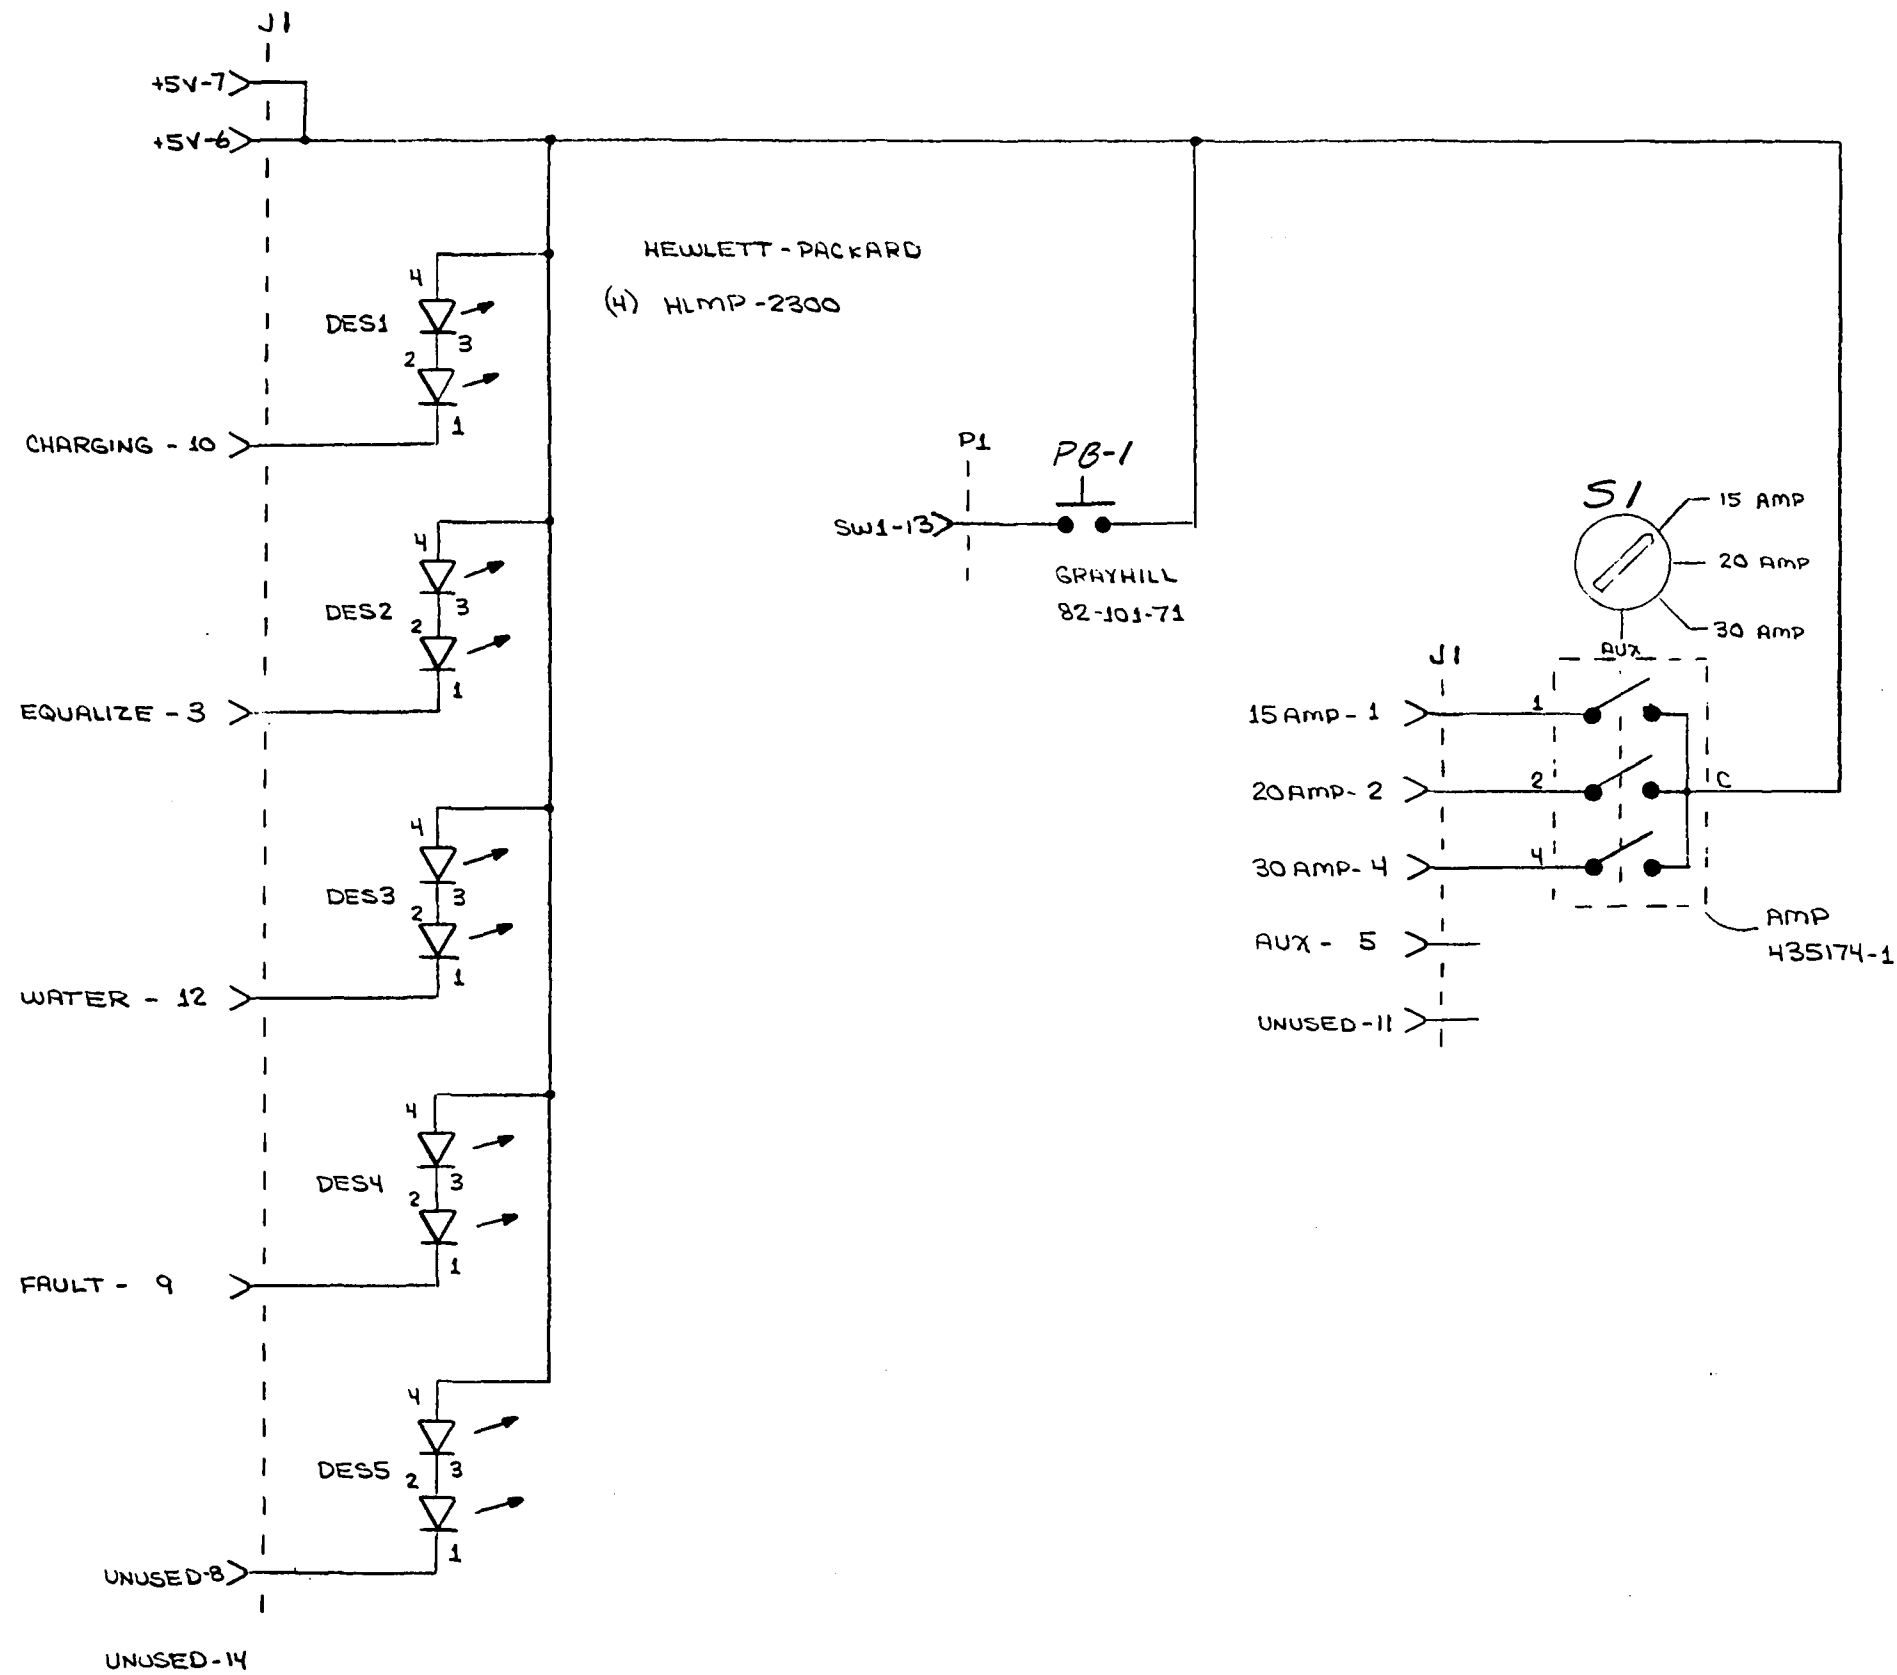 J1
+5V-7
+5V-6
HEWLETT-PACKARD
(4) HLMP-2300
4
DES1
3
2
1
CHARGING - 10
P1
PB-1
SW1-13
GRAYHILL
82-101-71
S1
15 AMP
20 AMP
30 AMP
AUX
4
DES2
3
2
1
EQUALIZE - 3
J1
15 AMP- 1
1
20 AMP- 2
2
C
30 AMP- 4
4
AUX - 5
UNUSED-11
AMP
435174-1
4
DES3
3
2
1
WATER - 12
4
DES4
3
2
1
FAULT - 9
4
DES5
3
2
1
UNUSED-8
UNUSED-14